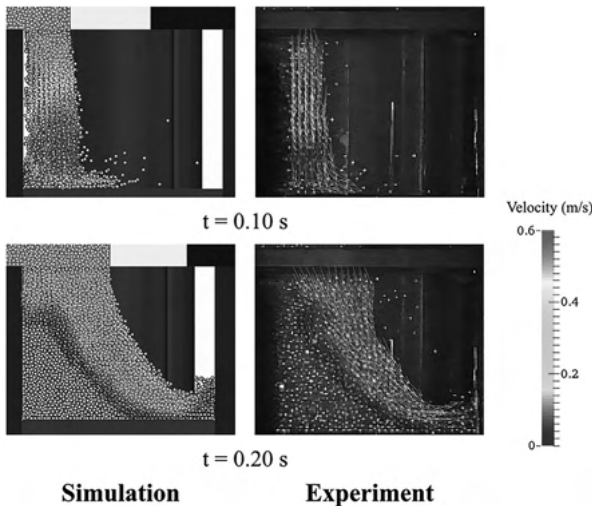 t = 0.10 s
Velocity (m/s)
0.6
0.4
0.2
0
t = 0.20 s
Simulation Experiment